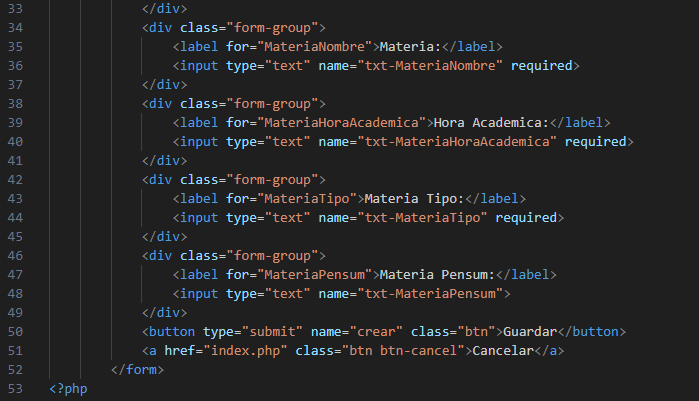 33 </div>
34 <div class="form-group">
35 <label for="MateriaNombre">Materia:</label>
36 <input type="text" name="txt-MateriaNombre" required>
37 </div>
38 <div class="form-group">
39 <label for="MateriaHoraAcademica">Hora Academica:</label>
40 <input type="text" name="txt-MateriaHoraAcademica" required>
41 </div>
42 <div class="form-group">
43 <label for="MateriaTipo">Materia Tipo:</label>
44 <input type="text" name="txt-MateriaTipo" required>
45 </div>
46 <div class="form-group">
47 <label for="MateriaPensum">Materia Pensum:</label>
48 <input type="text" name="txt-MateriaPensum">
49 </div>
50 <button type="submit" name="crear" class="btn">Guardar</button>
51 <a href="index.php" class="btn btn-cancel">Cancelar</a>
52 </form>
53 <?php